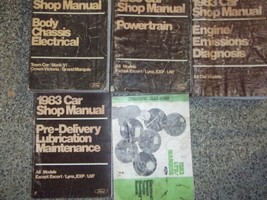 Shop Manual
Body
Chassis
Electrical
Town Car / Mark VI
Crown Victoria / Grand Marquis
Shop Manual
Powertrain
All Models
Except Escort / Lynx, EXP / LN7
1983 Car
Shop Manual
Engine/
Emissions
Diagnosis
All Car Models
1983 Car
Shop Manual
Pre-Delivery
Lubrication
Maintenance
All Models
Except Escort / Lynx, EXP / LN7
Ford